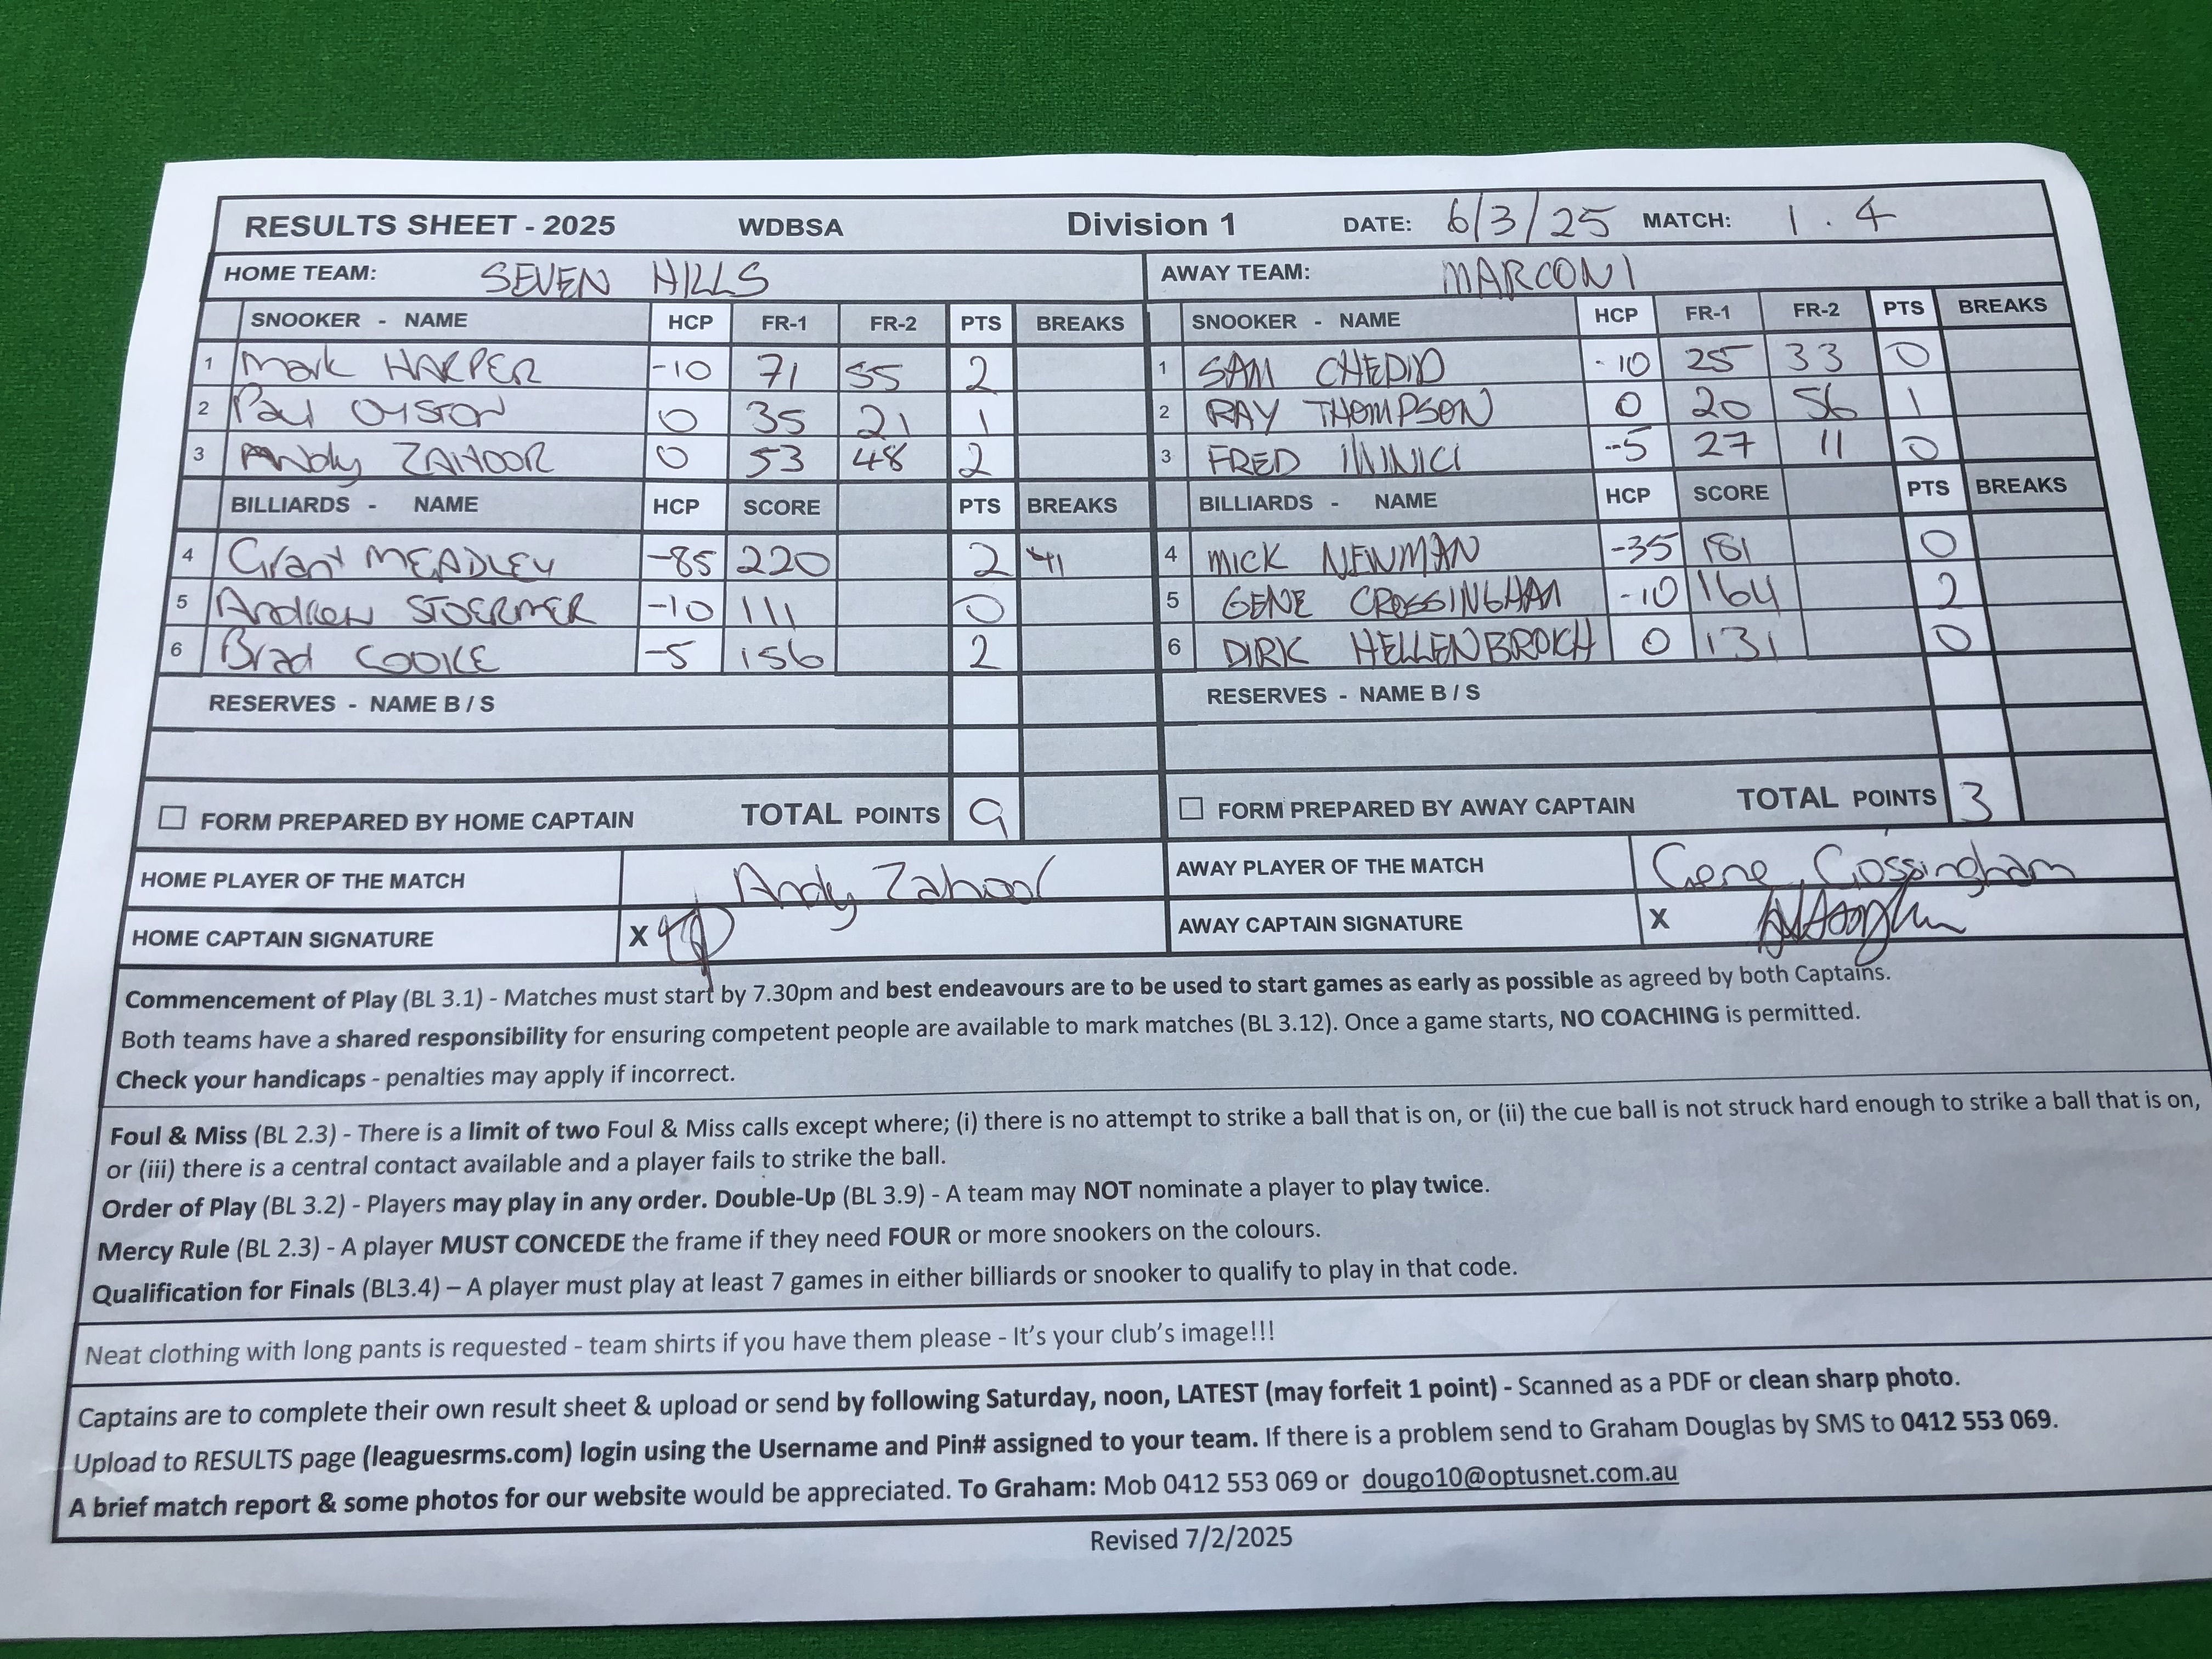 RESULTS SHEET - 2025 WDBSA Division 1 DATE: 6/3/25 MATCH: 1.4
HOME TEAM: SEVEN HILLS AWAY TEAM: MARCONI
SNOOKER - NAME HCP FR-1 FR-2 PTS BREAKS SNOOKER - NAME HCP FR-1 FR-2 PTS BREAKS
1 Mark HARPER -10 71 55 2 1 SAM CHEDID -10 25 33 0
2 Paul OYSTON 0 35 21 1 2 RAY THOMPSON 0 20 56 1
3 Andy ZAHOOR 0 53 48 2 3 FRED -5 27 11 0
BILLIARDS - NAME HCP SCORE PTS BREAKS BILLIARDS - NAME HCP SCORE PTS BREAKS
4 Grant MEADLEY -85 220 2 41 4 MICK NEWMAN -35 181 0
5 Andrew STOERMER -10 111 0 5 GENE CROSSINGHAM -10 164 2
6 Brad COOKE -5 156 2 6 DIRK HELLENBROICH 0 131 0
RESERVES - NAME B / S RESERVES - NAME B / S
FORM PREPARED BY HOME CAPTAIN TOTAL POINTS 9 FORM PREPARED BY AWAY CAPTAIN TOTAL POINTS 3
HOME PLAYER OF THE MATCH Andy Zahoor AWAY PLAYER OF THE MATCH Gene Crossingham
HOME CAPTAIN SIGNATURE X AWAY CAPTAIN SIGNATURE X
Commencement of Play (BL 3.1) - Matches must start by 7.30pm and best endeavours are to be used to start games as early as possible as agreed by both Captains.
Both teams have a shared responsibility for ensuring competent people are available to mark matches (BL 3.12). Once a game starts, NO COACHING is permitted.
Check your handicaps - penalties may apply if incorrect.
Foul & Miss (BL 2.3) - There is a limit of two Foul & Miss calls except where; (i) there is no attempt to strike a ball that is on, or (ii) the cue ball is not struck hard enough to strike a ball that is on,
or (iii) there is a central contact available and a player fails to strike the ball.
Order of Play (BL 3.2) - Players may play in any order. Double-Up (BL 3.9) - A team may NOT nominate a player to play twice.
Mercy Rule (BL 2.3) - A player MUST CONCEDE the frame if they need FOUR or more snookers on the colours.
Qualification for Finals (BL3.4) – A player must play at least 7 games in either billiards or snooker to qualify to play in that code.
Neat clothing with long pants is requested - team shirts if you have them please - It's your club's image!!!
Captains are to complete their own result sheet & upload or send by following Saturday, noon, LATEST (may forfeit 1 point) - Scanned as a PDF or clean sharp photo.
Upload to RESULTS page (leaguesrms.com) login using the Username and Pin# assigned to your team. If there is a problem send to Graham Douglas by SMS to 0412 553 069.
A brief match report & some photos for our website would be appreciated. To Graham: Mob 0412 553 069 or dougo10@optusnet.com.au
Revised 7/2/2025